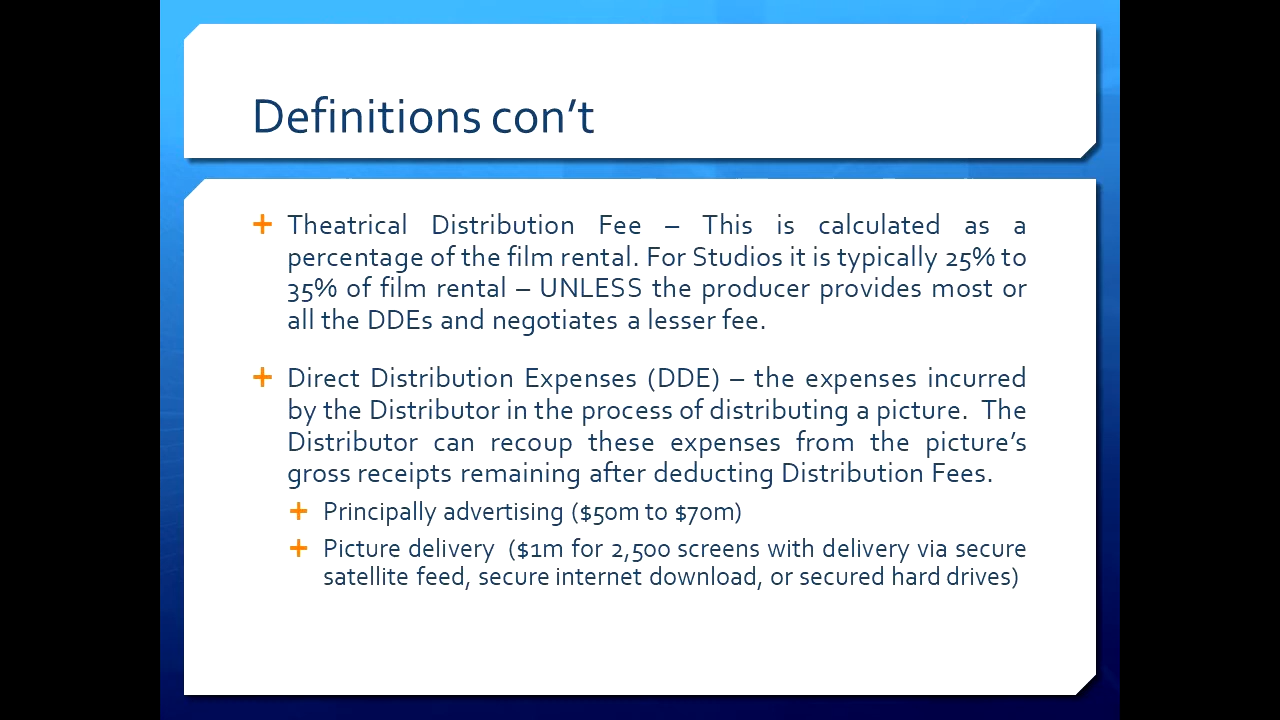 Definitions con’t
Theatrical Distribution Fee – This is calculated as a
percentage of the film rental. For Studios it is typically 25% to
35% of film rental – UNLESS the producer provides most or
all the DDEs and negotiates a lesser fee.
Direct Distribution Expenses (DDE) – the expenses incurred
by the Distributor in the process of distributing a picture. The
Distributor can recoup these expenses from the picture’s
gross receipts remaining after deducting Distribution Fees.
Principally advertising ($50m to $70m)
Picture delivery ($1m for 2,500 screens with delivery via secure
satellite feed, secure internet download, or secured hard drives)